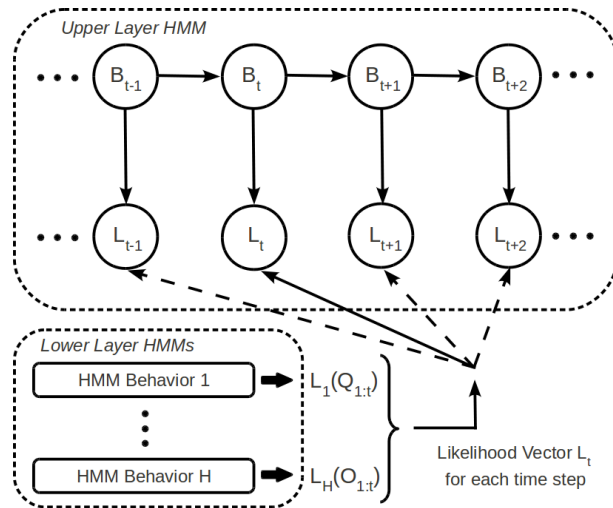 Upper Layer HMM
B_{t-1} B_t B_{t+1} B_{t+2}
L_{t-1} L_t L_{t+1} L_{t+2}
Lower Layer HMMs
HMM Behavior 1 L_1(Q_{1:t})
HMM Behavior H L_H(O_{1:t})
Likelihood Vector L_t
for each time step